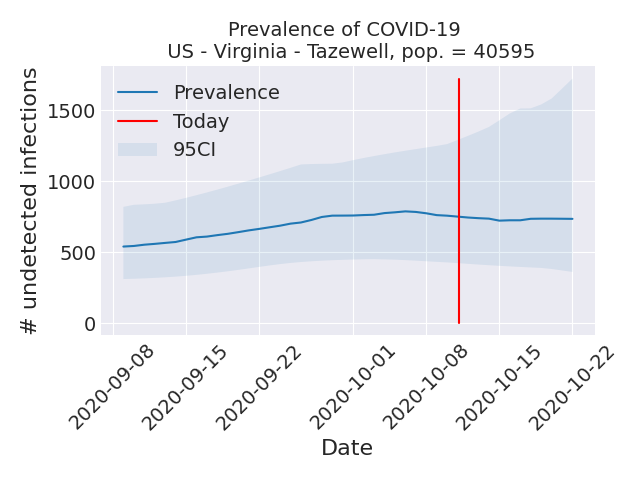 Prevalence of COVID-19
US - Virginia - Tazewell, pop. = 40595
# undetected infections
1500
1000
500
0
Prevalence
Today
95CI
2020-09-08
2020-09-15
2020-09-22
2020-10-01
2020-10-08
2020-10-15
2020-10-22
Date